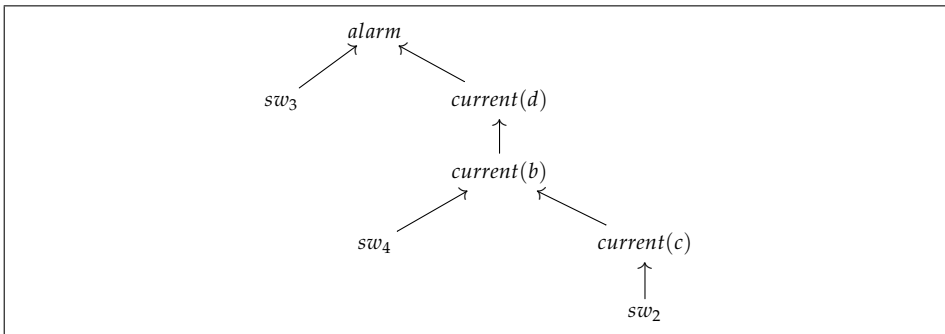 alarm
sw₃
current(d)
current(b)
sw₄
current(c)
sw₂